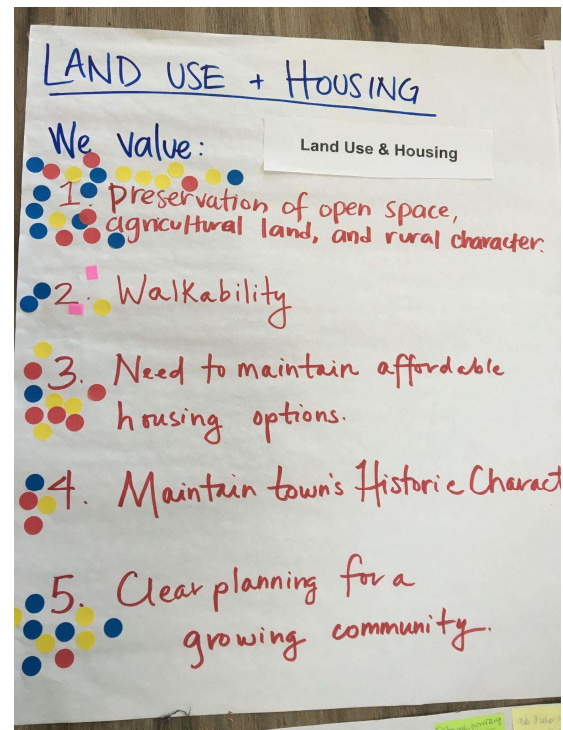 LAND USE + HOUSING
We value:
Land Use & Housing
1. Preservation of open space,
agricultural land, and rural character.
2. Walkability
3. Need to maintain affordable
housing options.
4. Maintain town's Historic Charact
5. Clear planning for a
growing community.